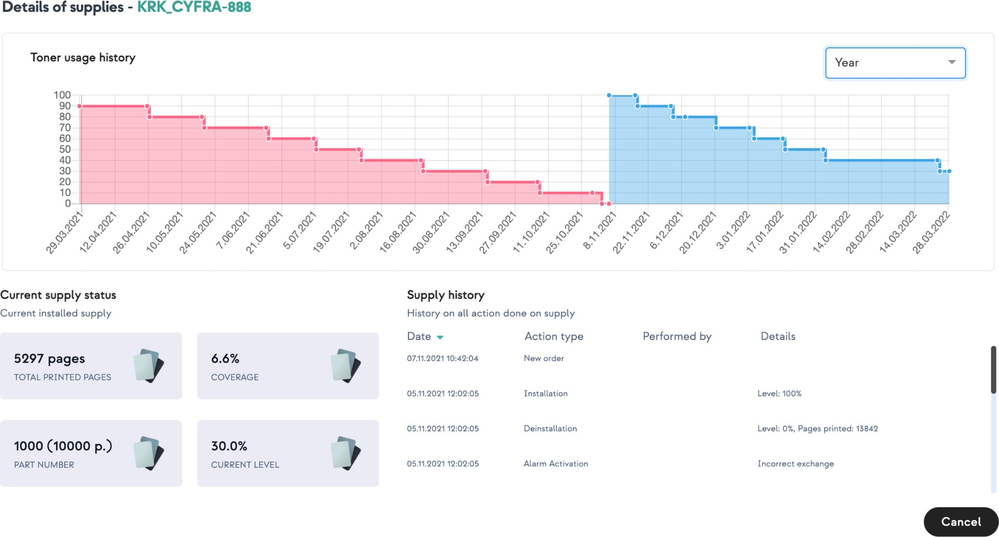 Details of supplies - KRK_CYFRA-888
Toner usage history
Year
100
90
80
70
60
50
40
30
20
10
0
29.03.2021
12.04.2021
26.04.2021
10.05.2021
24.05.2021
7.06.2021
21.06.2021
5.07.2021
19.07.2021
2.08.2021
16.08.2021
30.08.2021
13.09.2021
27.09.2021
11.10.2021
25.10.2021
8.11.2021
22.11.2021
6.12.2021
20.12.2021
3.01.2022
17.01.2022
31.01.2022
14.02.2022
28.02.2022
14.03.2022
28.03.2022
Current supply status
Current installed supply
5297 pages
TOTAL PRINTED PAGES
6.6%
COVERAGE
1000 (10000 p.)
PART NUMBER
30.0%
CURRENT LEVEL
Supply history
History on all action done on supply
Date Action type Performed by Details
07.11.2021 10:42:04 New order
05.11.2021 12:02:05 Installation Level: 100%
05.11.2021 12:02:05 Deinstallation Level: 0%, Pages printed: 13842
05.11.2021 12:02:05 Alarm Activation Incorrect exchange
Cancel